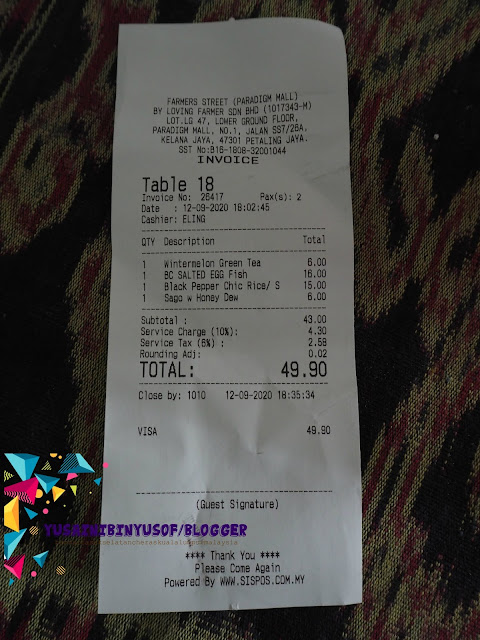 FARMERS STREET (PARADIGM MALL)
BY LOVING FARMER SDN BHD (1017343-M)
LOT.LG 47, LOWER GROUND FLOOR,
PARADIGM MALL, NO.1, JALAN SS7/26A,
KELANA JAYA, 47301 PETALING JAYA.
SST No:B16-1808-32001044
INVOICE
Table 18
Invoice No: 26417 Pax(s): 2
Date : 12-09-2020 18:02:45
Cashier: ELING
QTY Description Total
1 Wintermelon Green Tea 6.00
1 BC SALTED EGG Fish 16.00
1 Black Pepper Chic Rice/ S 15.00
1 Sago w Honey Dew 6.00
Subtotal : 43.00
Service Charge (10%): 4.30
Service Tax (6%) : 2.58
Rounding Adj: 0.02
TOTAL: 49.90
Close by: 1010 12-09-2020 18:35:34
VISA 49.90
(Guest Signature)
YUSAINIBINYUSOF/BLOGGER
**** Thank You ****
Please Come Again
Powered By WWW.SISPOS.COM.MY